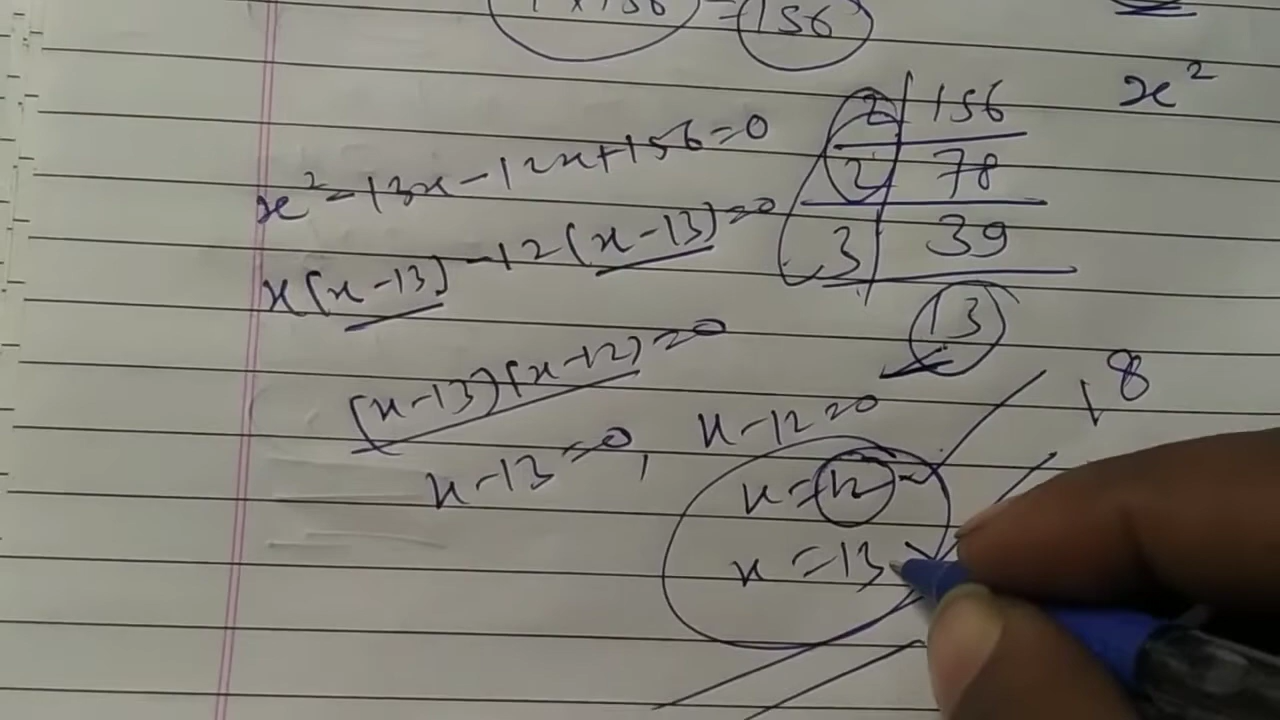 1 x 156 = 156
x² - 13x - 12x + 156 = 0
x(x-13) - 12(x-13) = 0
(x-13)(x-12) = 0
x-13 = 0, x-12 = 0
x = 12
x = 13
2 | 156
2 | 78
3 | 39
13
x²
8